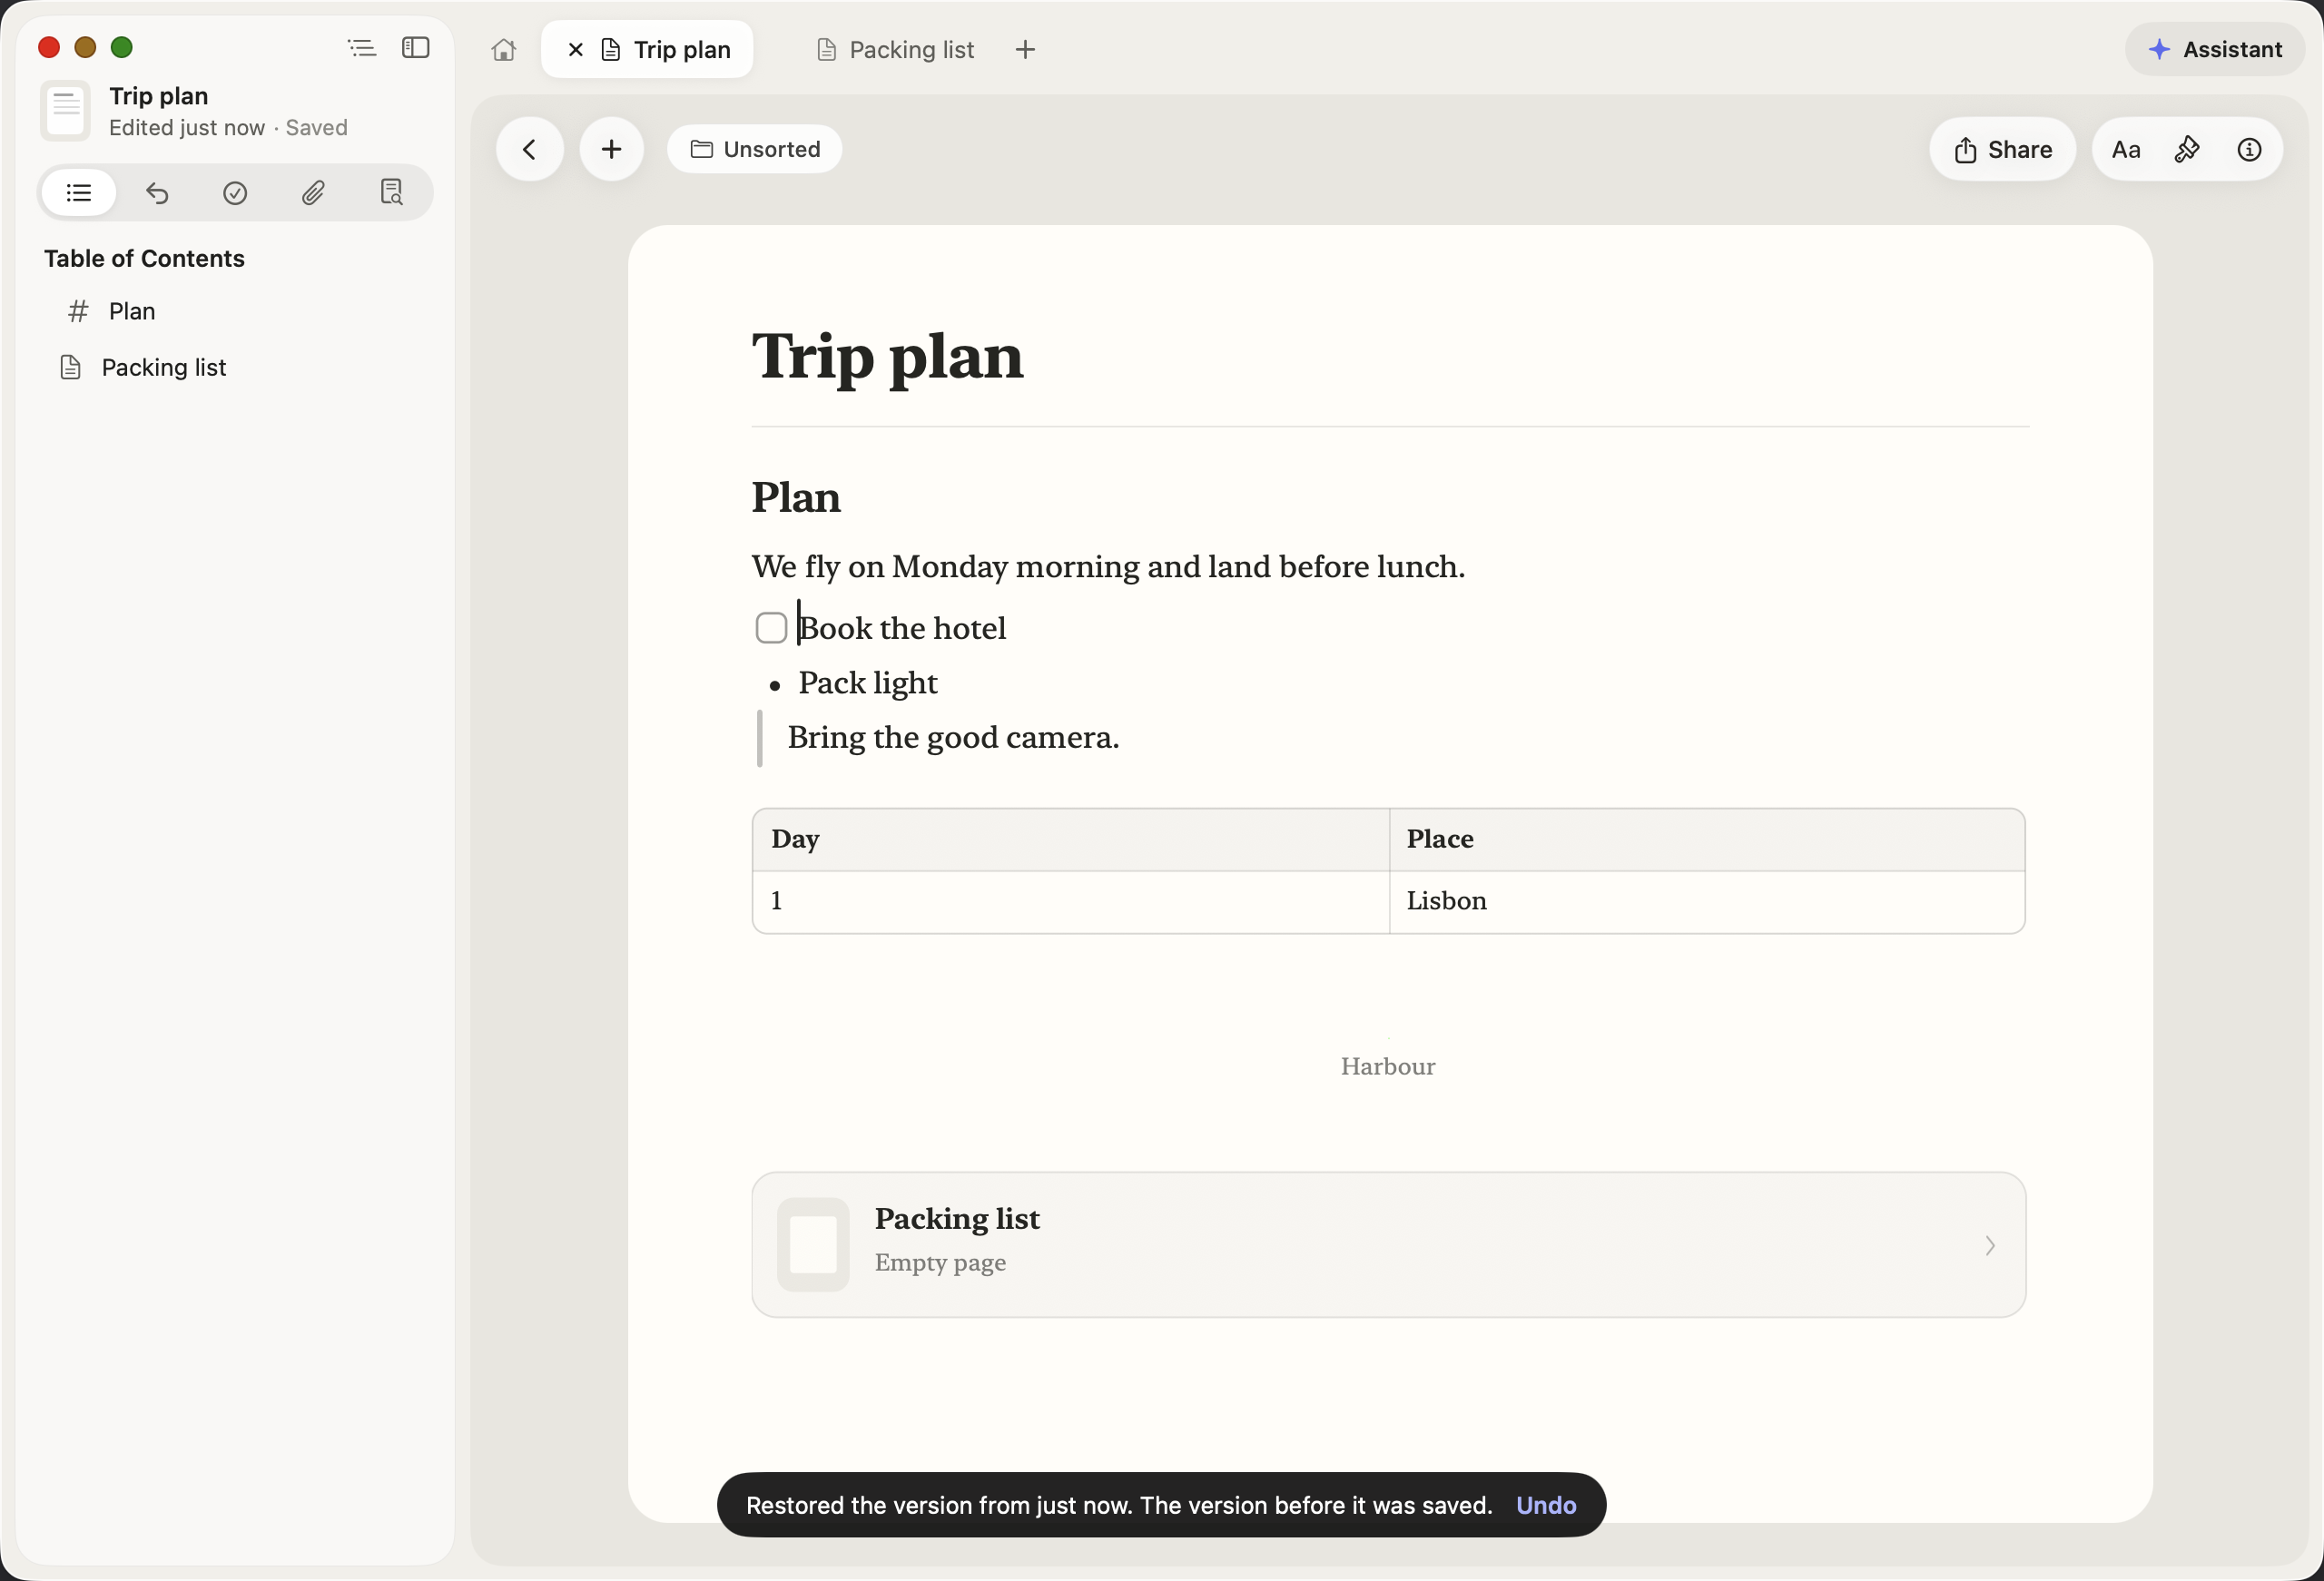 Trip plan
Packing list
Assistant
Trip plan
Edited just now · Saved
Unsorted
Share
Aa
Table of Contents
# Plan
Packing list
Trip plan
Plan
We fly on Monday morning and land before lunch.
Book the hotel
• Pack light
Bring the good camera.
Day Place
1 Lisbon
Harbour
Packing list
Empty page
Restored the version from just now. The version before it was saved. Undo